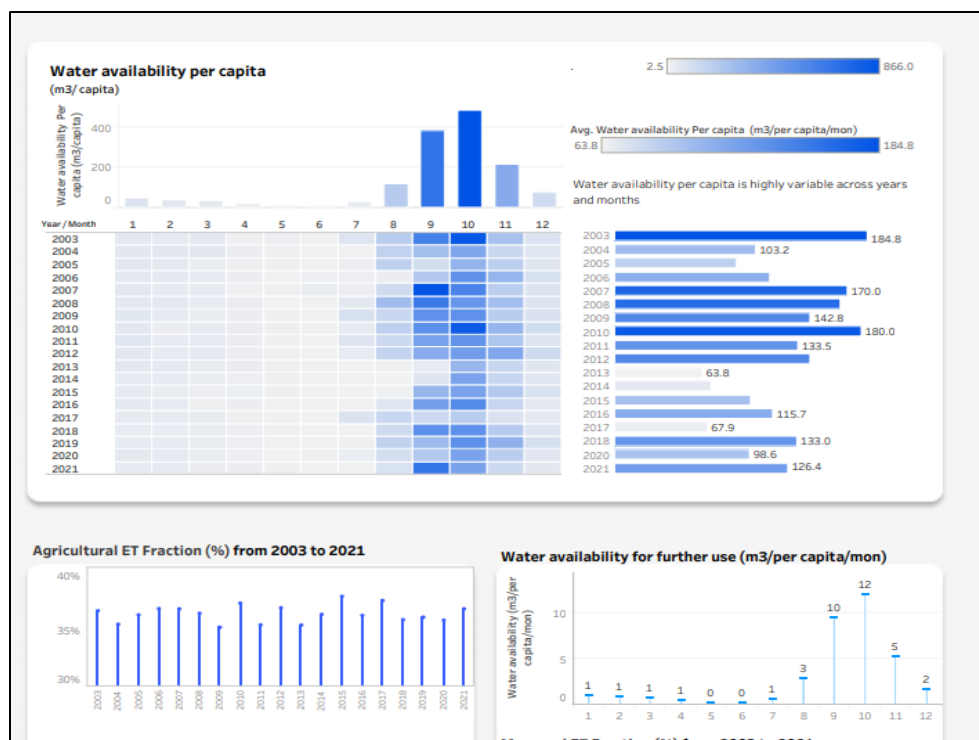 Water availability per capita
(m3/ capita)
. 2.5 866.0
Water availability Per
capita (m3/capita)
400
200
0
Avg. Water availability Per capita (m3/per capita/mon)
63.8 184.8
Water availability per capita is highly variable across years
and months
Year / Month 1 2 3 4 5 6 7 8 9 10 11 12
2003
2004
2005
2006
2007
2008
2009
2010
2011
2012
2013
2014
2015
2016
2017
2018
2019
2020
2021
2003 184.8
2004 103.2
2005
2006
2007 170.0
2008
2009 142.8
2010 180.0
2011 133.5
2012
2013 63.8
2014
2015
2016 115.7
2017 67.9
2018 133.0
2020 98.6
2021 126.4
Agricultural ET Fraction (%) from 2003 to 2021
40%
35%
30%
2003 2004 2005 2006 2007 2008 2009 2010 2011 2012 2013 2014 2015 2016 2017 2018 2019 2020 2021
Water availability for further use (m3/per capita/mon)
Water availability (m3/per
capita/mon)
10
5
0
1 1 1 1 0 0 1 3 10 12 5 2
1 2 3 4 5 6 7 8 9 10 11 12